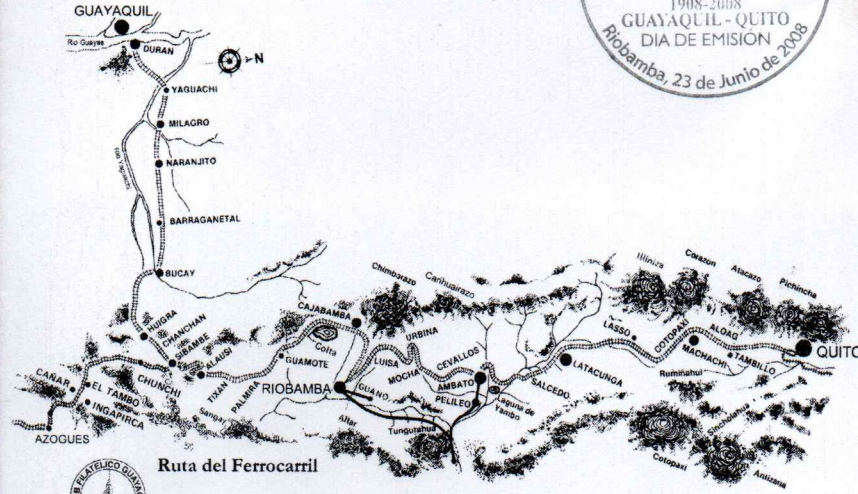 1908-2008
GUAYAQUIL - QUITO
DIA DE EMISIÓN
Riobamba, 23 de Junio de 2008
GUAYAQUIL
Rio Guayas
DURAN
N
YAGUACHI
MILAGRO
NARANJITO
BARRAGANETAL
BUCAY
HUIGRA
CHANCHAN
SIBAMBE
ALAUSI
CHUNCHI
CAÑAR
EL TAMBO
INGAPIRCA
AZOGUES
TIXAN
PALMIRA
Sangay
GUAMOTE
Colta
CAJABAMBA
RIOBAMBA
Chimborazo
Carihuairazo
LUISA
URBINA
MOCHA
CEVALLOS
GUANO
AMBATO
PELILEO
Altar
Tungurahua
Laguna de
Yambo
SALCEDO
LATACUNGA
LASSO
COTOPAXI
MACHACHI
ALOAG
TAMBILLO
QUITO
Illiniza
Corazon
Atacazo
Pichincha
Rumiñahui
Cotopaxi
Antizana
Ruta del Ferrocarril